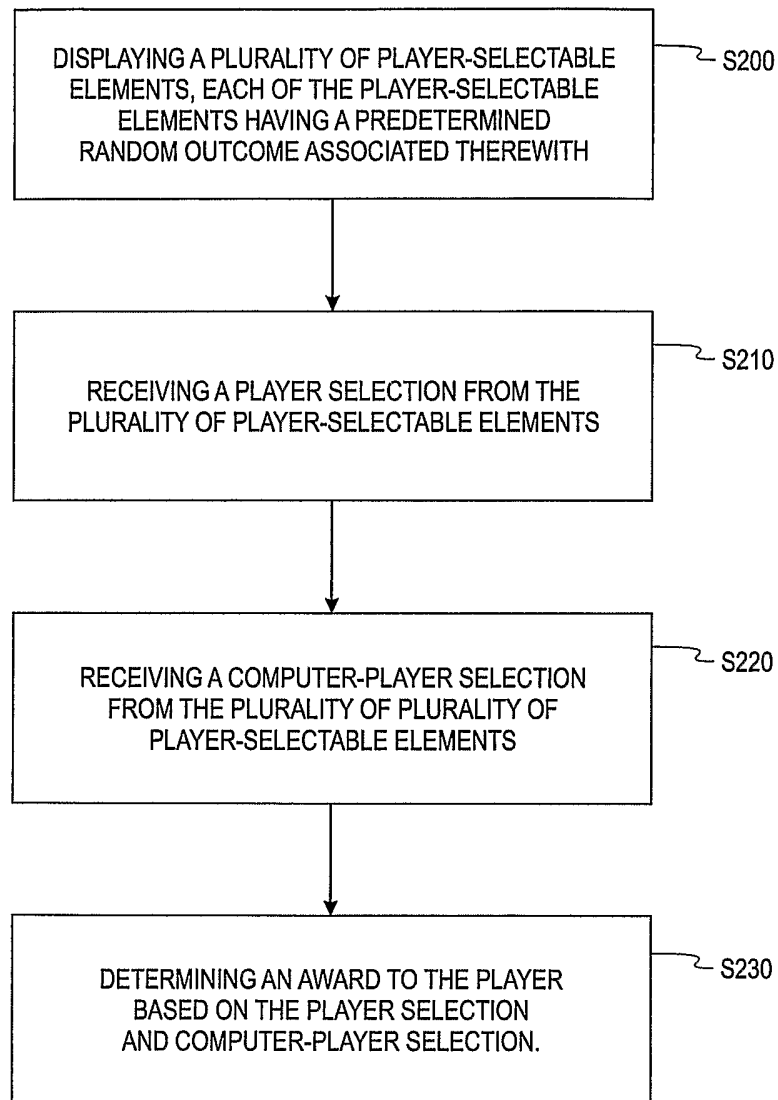 DISPLAYING A PLURALITY OF PLAYER-SELECTABLE
ELEMENTS, EACH OF THE PLAYER-SELECTABLE
ELEMENTS HAVING A PREDETERMINED
RANDOM OUTCOME ASSOCIATED THEREWITH
S200
RECEIVING A PLAYER SELECTION FROM THE
PLURALITY OF PLAYER-SELECTABLE ELEMENTS
S210
RECEIVING A COMPUTER-PLAYER SELECTION
FROM THE PLURALITY OF PLURALITY OF
PLAYER-SELECTABLE ELEMENTS
S220
DETERMINING AN AWARD TO THE PLAYER
BASED ON THE PLAYER SELECTION
AND COMPUTER-PLAYER SELECTION.
S230